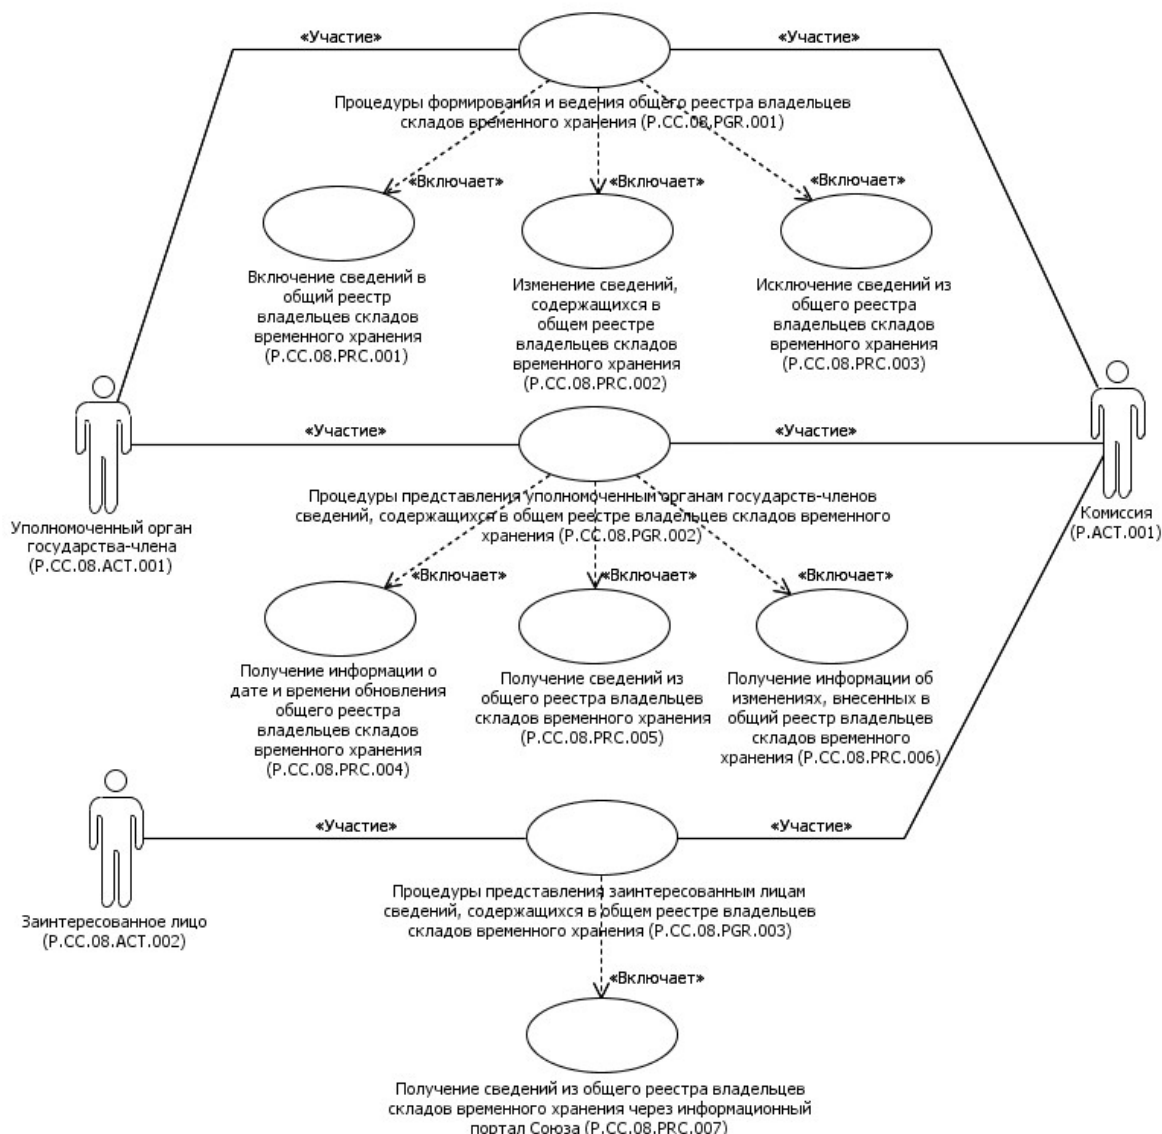 «Участие»
«Участие»
Процедуры формирования и ведения общего реестра владельцев
складов временного хранения (P.CC.08.PGR.001)
«Включает»
«Включает»
«Включает»
Включение сведений в
общий реестр
владельцев складов
временного хранения
(P.CC.08.PRC.001)
Изменение сведений,
содержащихся в
общем реестре
владельцев складов
временного хранения
(P.CC.08.PRC.002)
Исключение сведений из
общего реестра
владельцев складов
временного хранения
(P.CC.08.PRC.003)
«Участие»
«Участие»
Уполномоченный орган
государства-члена
(P.CC.08.ACT.001)
Комиссия
(P.ACT.001)
Процедуры представления уполномоченным органам государств-членов
сведений, содержащихся в общем реестре владельцев складов временного
хранения (P.CC.08.PGR.002)
«Включает»
«Включает»
«Включает»
Получение информации о
дате и времени обновления
общего реестра
владельцев складов
временного хранения
(P.CC.08.PRC.004)
Получение сведений из
общего реестра владельцев
складов временного хранения
(P.CC.08.PRC.005)
Получение информации об
изменениях, внесенных в
общий реестр владельцев
складов временного
хранения (P.CC.08.PRC.006)
«Участие»
«Участие»
Заинтересованное лицо
(P.CC.08.ACT.002)
Процедуры представления заинтересованным лицам
сведений, содержащихся в общем реестре владельцев
складов временного хранения (P.CC.08.PGR.003)
«Включает»
Получение сведений из общего реестра владельцев
складов временного хранения через информационный
портал Союза (P.CC.08.PRC.007)